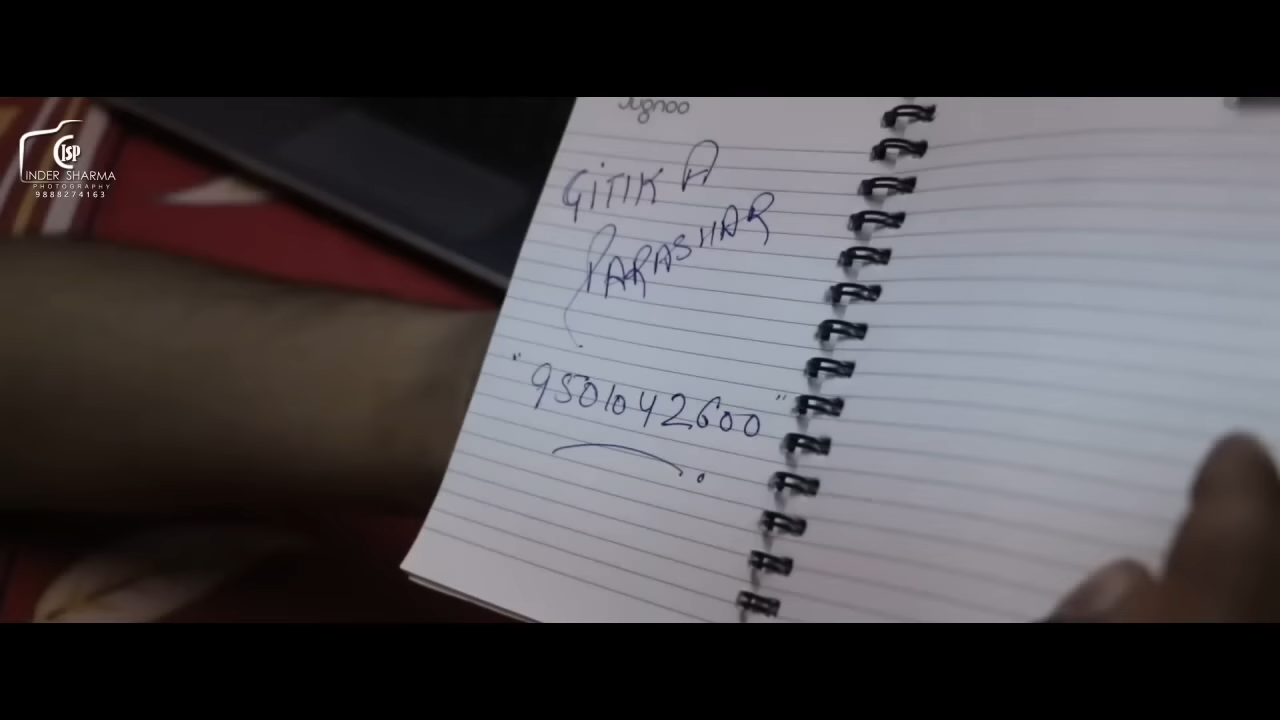 ISP
INDER SHARMA
PHOTOGRAPHY
9888274163
Jugnoo
GiTIKA
PARASHAR
"9501042600"